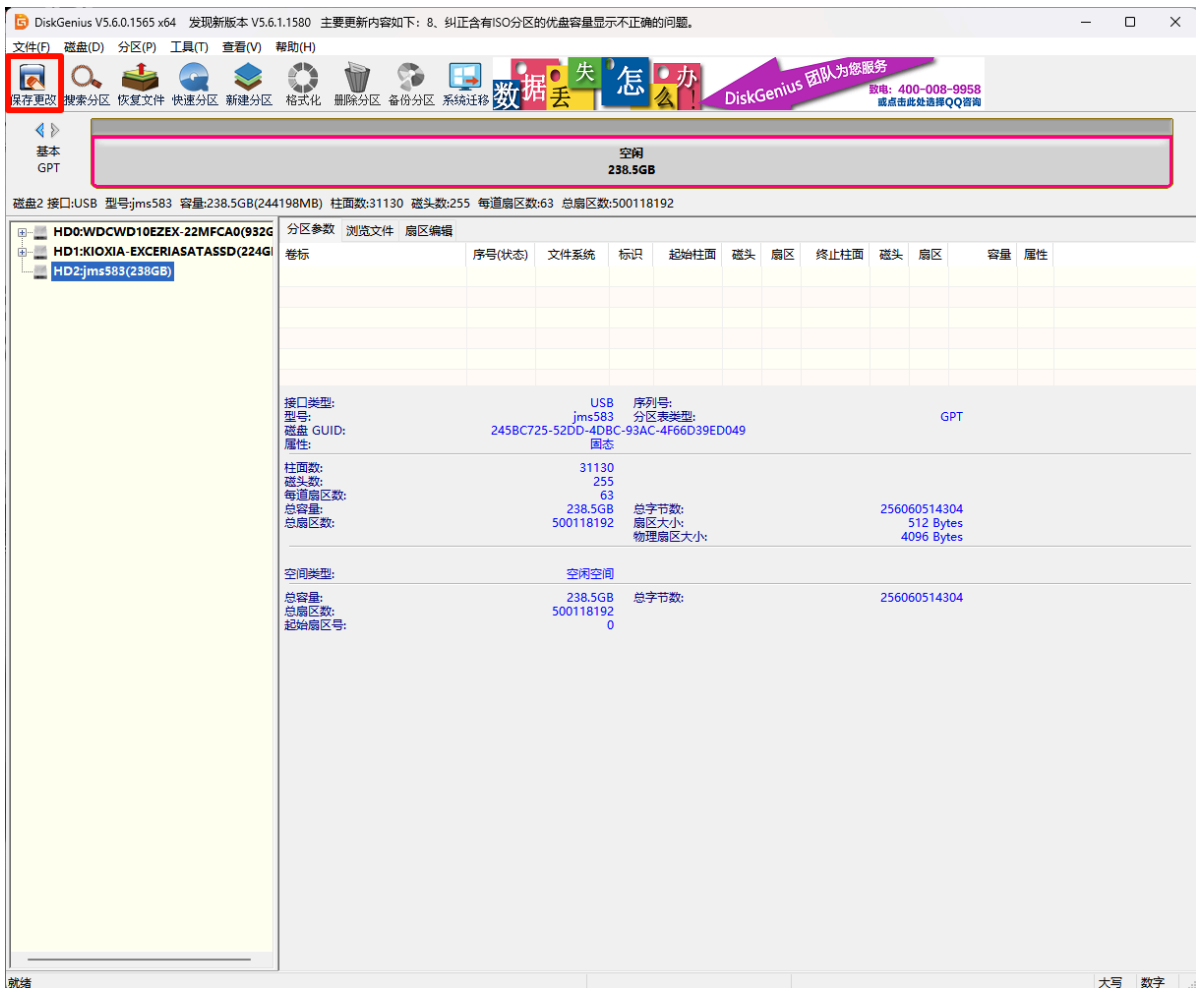 DiskGenius V5.6.0.1565 x64 发现新版本 V5.6.1.1580 主要更新内容如下：8、纠正含有ISO分区的优盘容量显示不正确的问题。
文件(F) 磁盘(D) 分区(P) 工具(T) 查看(V) 帮助(H)
保存更改 搜索分区 恢复文件 快速分区 新建分区 格式化 删除分区 备份分区 系统迁移
数据丢失怎么办！
DiskGenius 团队为您服务
致电：400-008-9958
或点击此处选择QQ咨询
基本
GPT
空闲
238.5GB
磁盘2 接口:USB 型号:jms583 容量:238.5GB(244198MB) 柱面数:31130 磁头数:255 每道扇区数:63 总扇区数:500118192
HD0:WDCWD10EZEX-22MFCA0(932G
HD1:KIOXIA-EXCERIASATASSD(224G
HD2:jms583(238GB)
分区参数 浏览文件 扇区编辑
卷标 序号(状态) 文件系统 标识 起始柱面 磁头 扇区 终止柱面 磁头 扇区 容量 属性
接口类型: USB 序列号:
型号: jms583 分区表类型: GPT
磁盘 GUID: 245BC725-52DD-4DBC-93AC-4F66D39ED049
属性: 固态
柱面数: 31130
磁头数: 255
每道扇区数: 63
总容量: 238.5GB 总字节数: 256060514304
总扇区数: 500118192 扇区大小: 512 Bytes
物理扇区大小: 4096 Bytes
空间类型: 空闲空间
总容量: 238.5GB 总字节数: 256060514304
总扇区数: 500118192
起始扇区号: 0
就绪 大写 数字